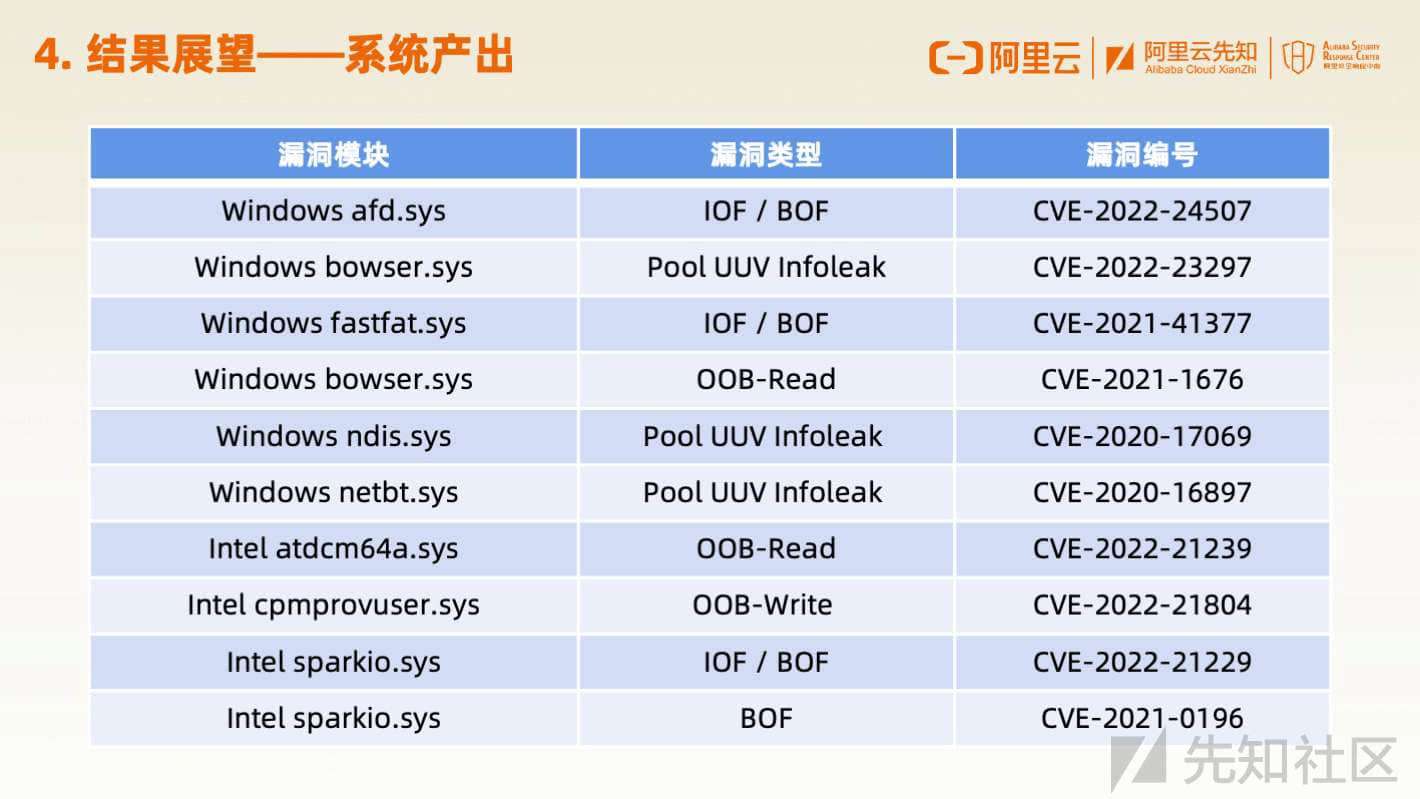 4. 结果展望——系统产出
阿里云
阿里云先知
Alibaba Cloud XianZhi
ALIBABA SECURITY
RESPONSE CENTER
漏洞模块 漏洞类型 漏洞编号
Windows afd.sys IOF / BOF CVE-2022-24507
Windows bowser.sys Pool UUV Infoleak CVE-2022-23297
Windows fastfat.sys IOF / BOF CVE-2021-41377
Windows bowser.sys OOB-Read CVE-2021-1676
Windows ndis.sys Pool UUV Infoleak CVE-2020-17069
Windows netbt.sys Pool UUV Infoleak CVE-2020-16897
Intel atdcm64a.sys OOB-Read CVE-2022-21239
Intel cpmprovuser.sys OOB-Write CVE-2022-21804
Intel sparkio.sys IOF / BOF CVE-2022-21229
Intel sparkio.sys BOF CVE-2021-0196
先知社区